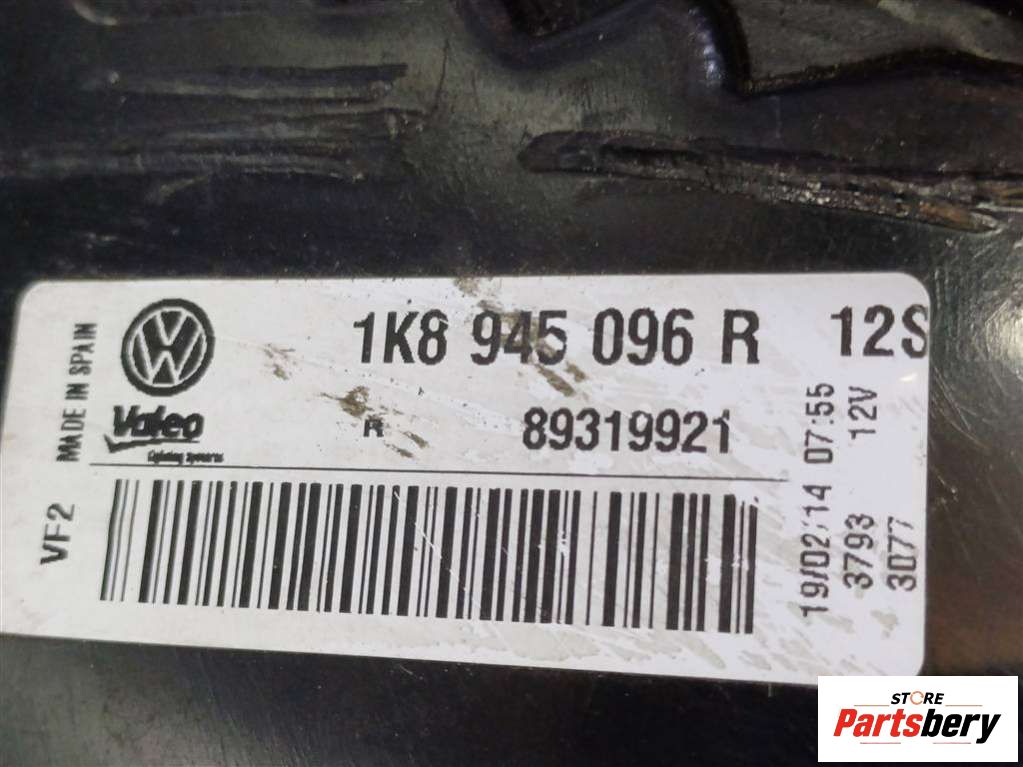 MADE IN SPAIN
VF2
1K8 945 096 R 12S
Valeo R 89319921
19/02/14 07:55
3793 12V
3077
STORE
Partsbery